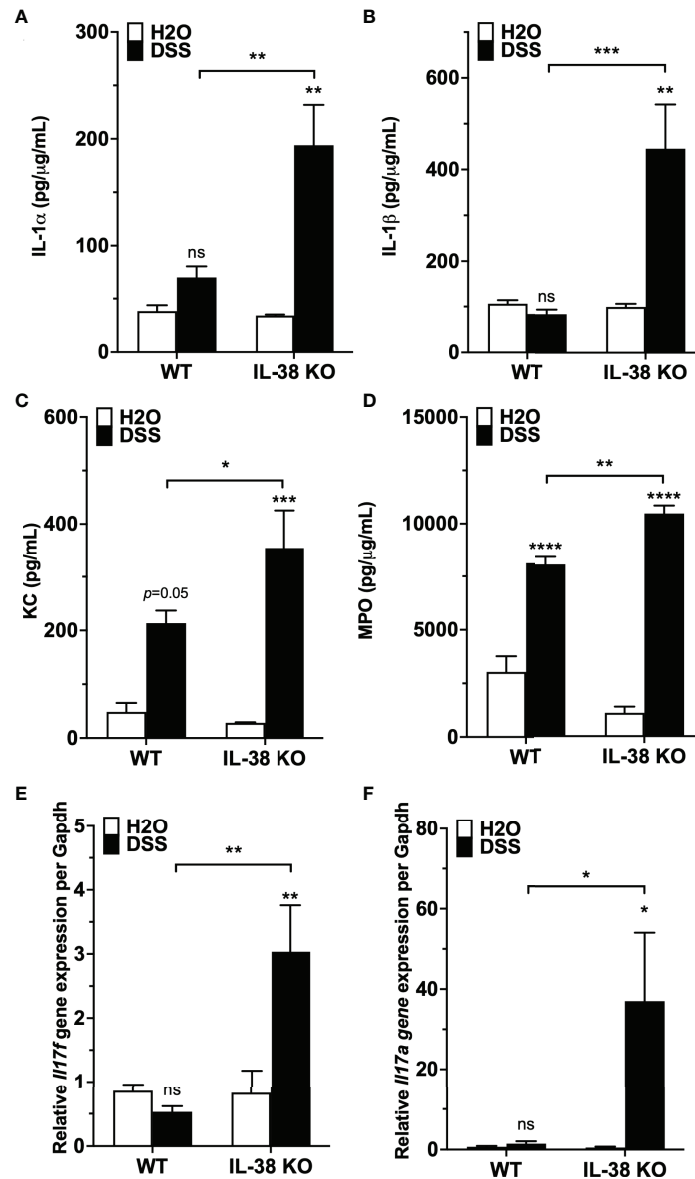 A
H2O
DSS
IL-1α (pg/μg/mL)
300
200
100
0
ns
**
**
WT
IL-38 KO
B
H2O
DSS
IL-1β (pg/μg/mL)
600
400
200
0
ns
***
**
WT
IL-38 KO
C
H2O
DSS
KC (pg/mL)
600
400
200
0
p=0.05
*
***
WT
IL-38 KO
D
H2O
DSS
MPO (pg/μg/mL)
15000
10000
5000
0
****
**
****
WT
IL-38 KO
E
H2O
DSS
Relative Il17f gene expression per Gapdh
5
4
3
2
1
0
ns
**
**
WT
IL-38 KO
F
H2O
DSS
Relative Il17a gene expression per Gapdh
80
60
40
20
0
ns
*
*
WT
IL-38 KO